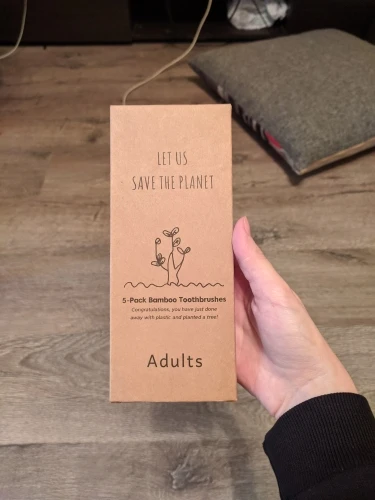 LET US
SAVE THE PLANET
5-Pack Bamboo Toothbrushes
Congratulations, you have just done
away with plastic and planted a tree!
Adults